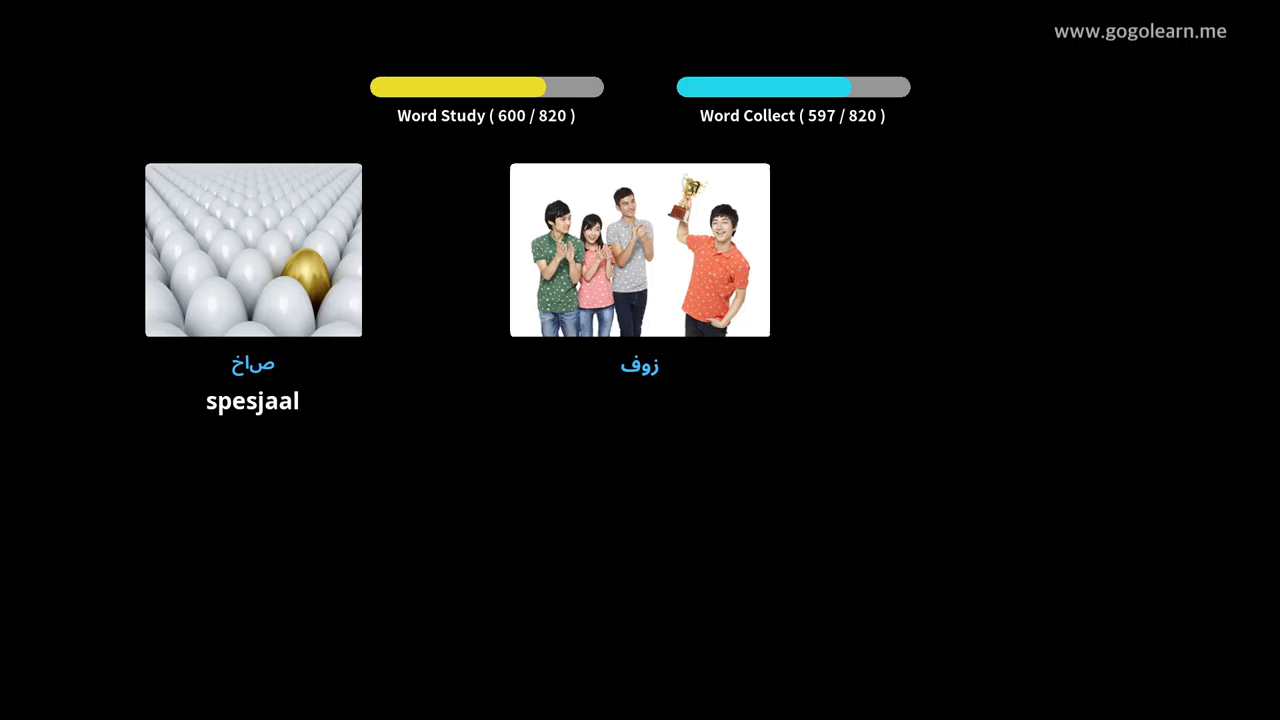 www.gogolearn.me
Word Study ( 600 / 820 )
Word Collect ( 597 / 820 )
صاخ
زوف
spesjaal